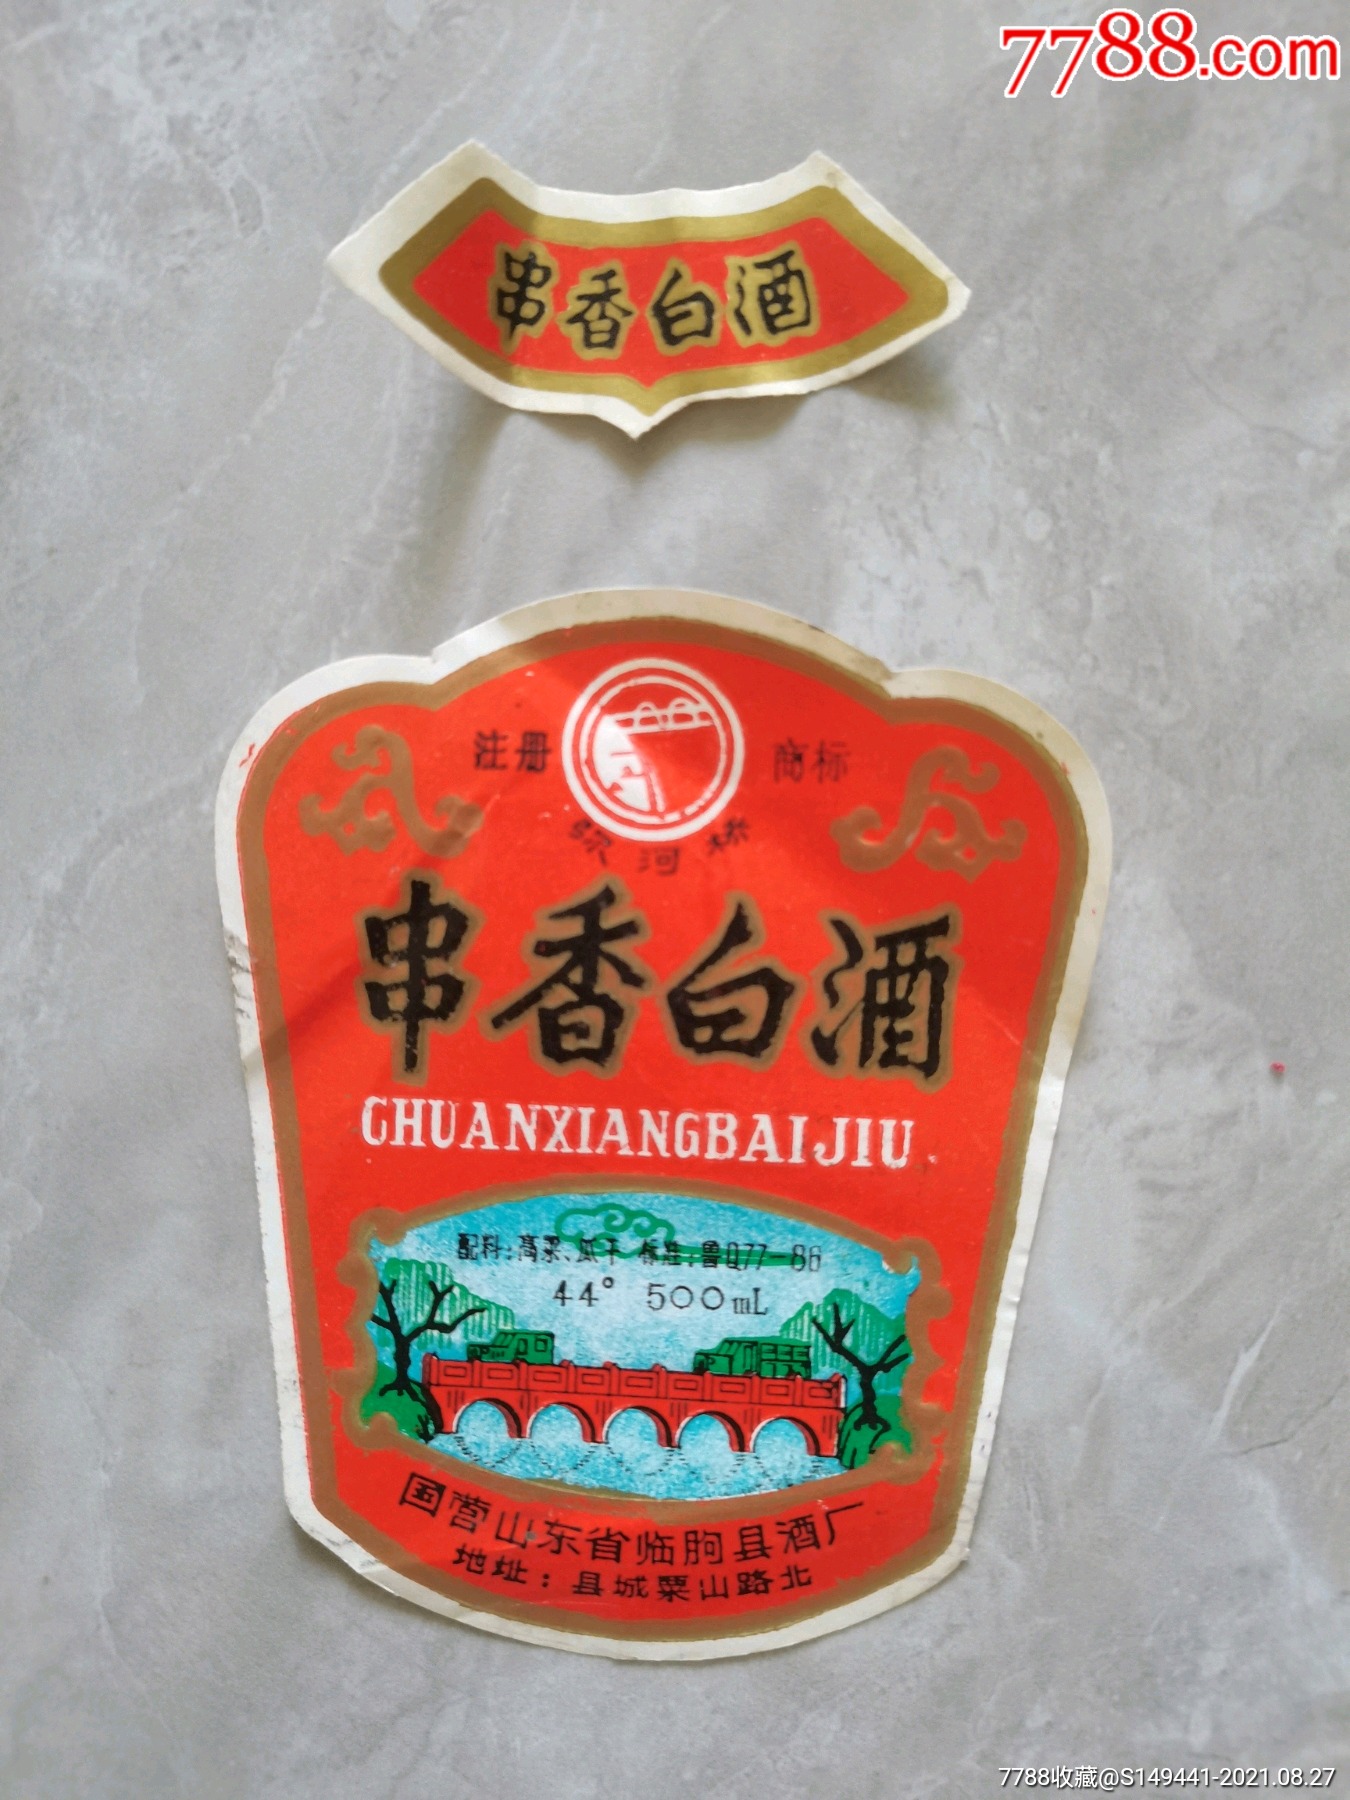 7788.com
串香白酒
注册 商标
弥河桥
串香白酒
CHUANXIANGBAIJIU
配料:高粱、瓜干 标准:鲁Q77-86
44° 500mL
国营山东省临朐县酒厂
地址:县城粟山路北
7788收藏@S149441-2021.08.27